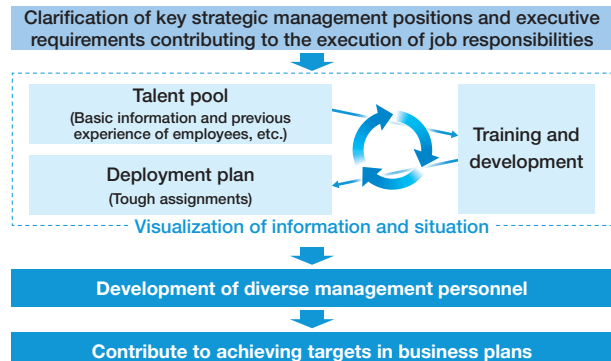 Clarification of key strategic management positions and executive
requirements contributing to the execution of job responsibilities
Talent pool
(Basic information and previous
experience of employees, etc.)
Training and
development
Deployment plan
(Tough assignments)
Visualization of information and situation
Development of diverse management personnel
Contribute to achieving targets in business plans